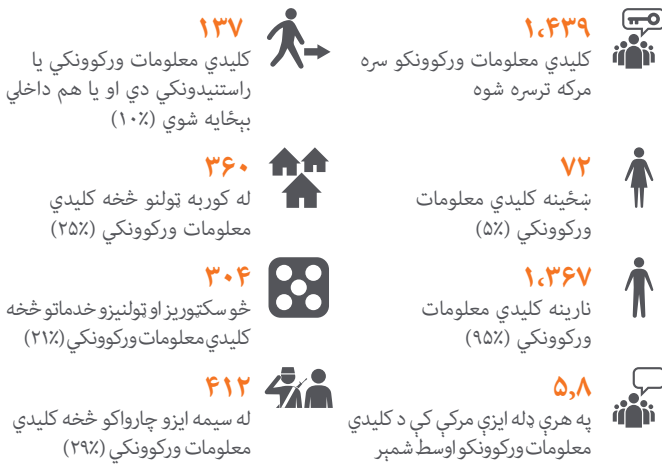 ۱،۴۳۹
کليدي معلومات ورکوونکو سره
مرکه ترسره شوه
۷۲
ښځينه کليدي معلومات
ورکوونکي (۵٪)
۱،۳۶۷
نارينه کليدي معلومات
ورکوونکي (۹۵٪)
۵,۸
په هرې ډله ايزې مرکې کې د کليدي
معلومات ورکوونکو اوسط شمېر
۱۳۷
کليدي معلومات ورکوونکي يا
راستنيدونکي دي او يا هم داخلي
بېځايه شوي (۱۰٪)
۳۶۰
له کوربه ټولنو څخه کليدي
معلومات ورکوونکي (۲۵٪)
۳۰۴
څو سکټوريز او ټولنيزو خدماتو څخه
کليدي معلومات ورکوونکي (۲۱٪)
۴۱۲
له سيمه ايزو چارواکو څخه کليدي
معلومات ورکوونکي (۲۹٪)